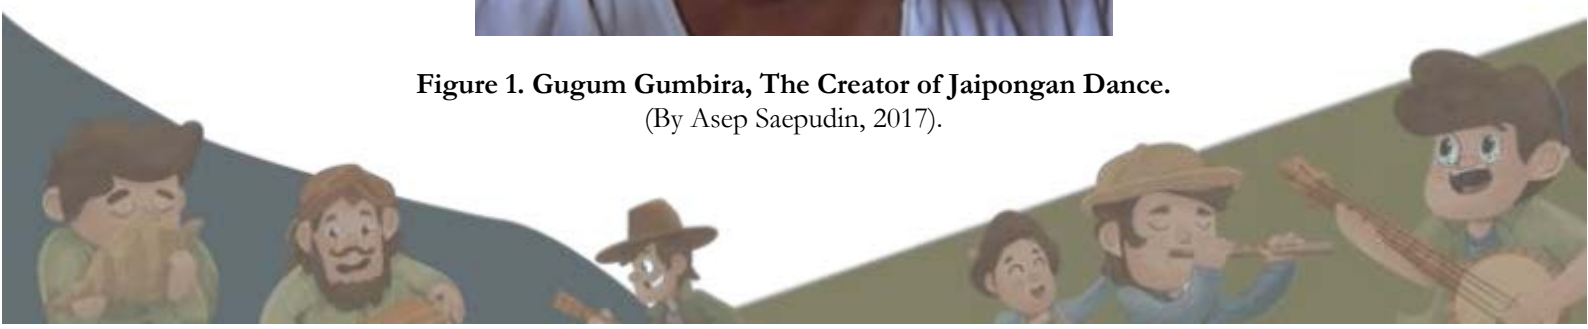 Figure 1. Gugum Gumbira, The Creator of Jaipongan Dance.
(By Asep Saepudin, 2017).